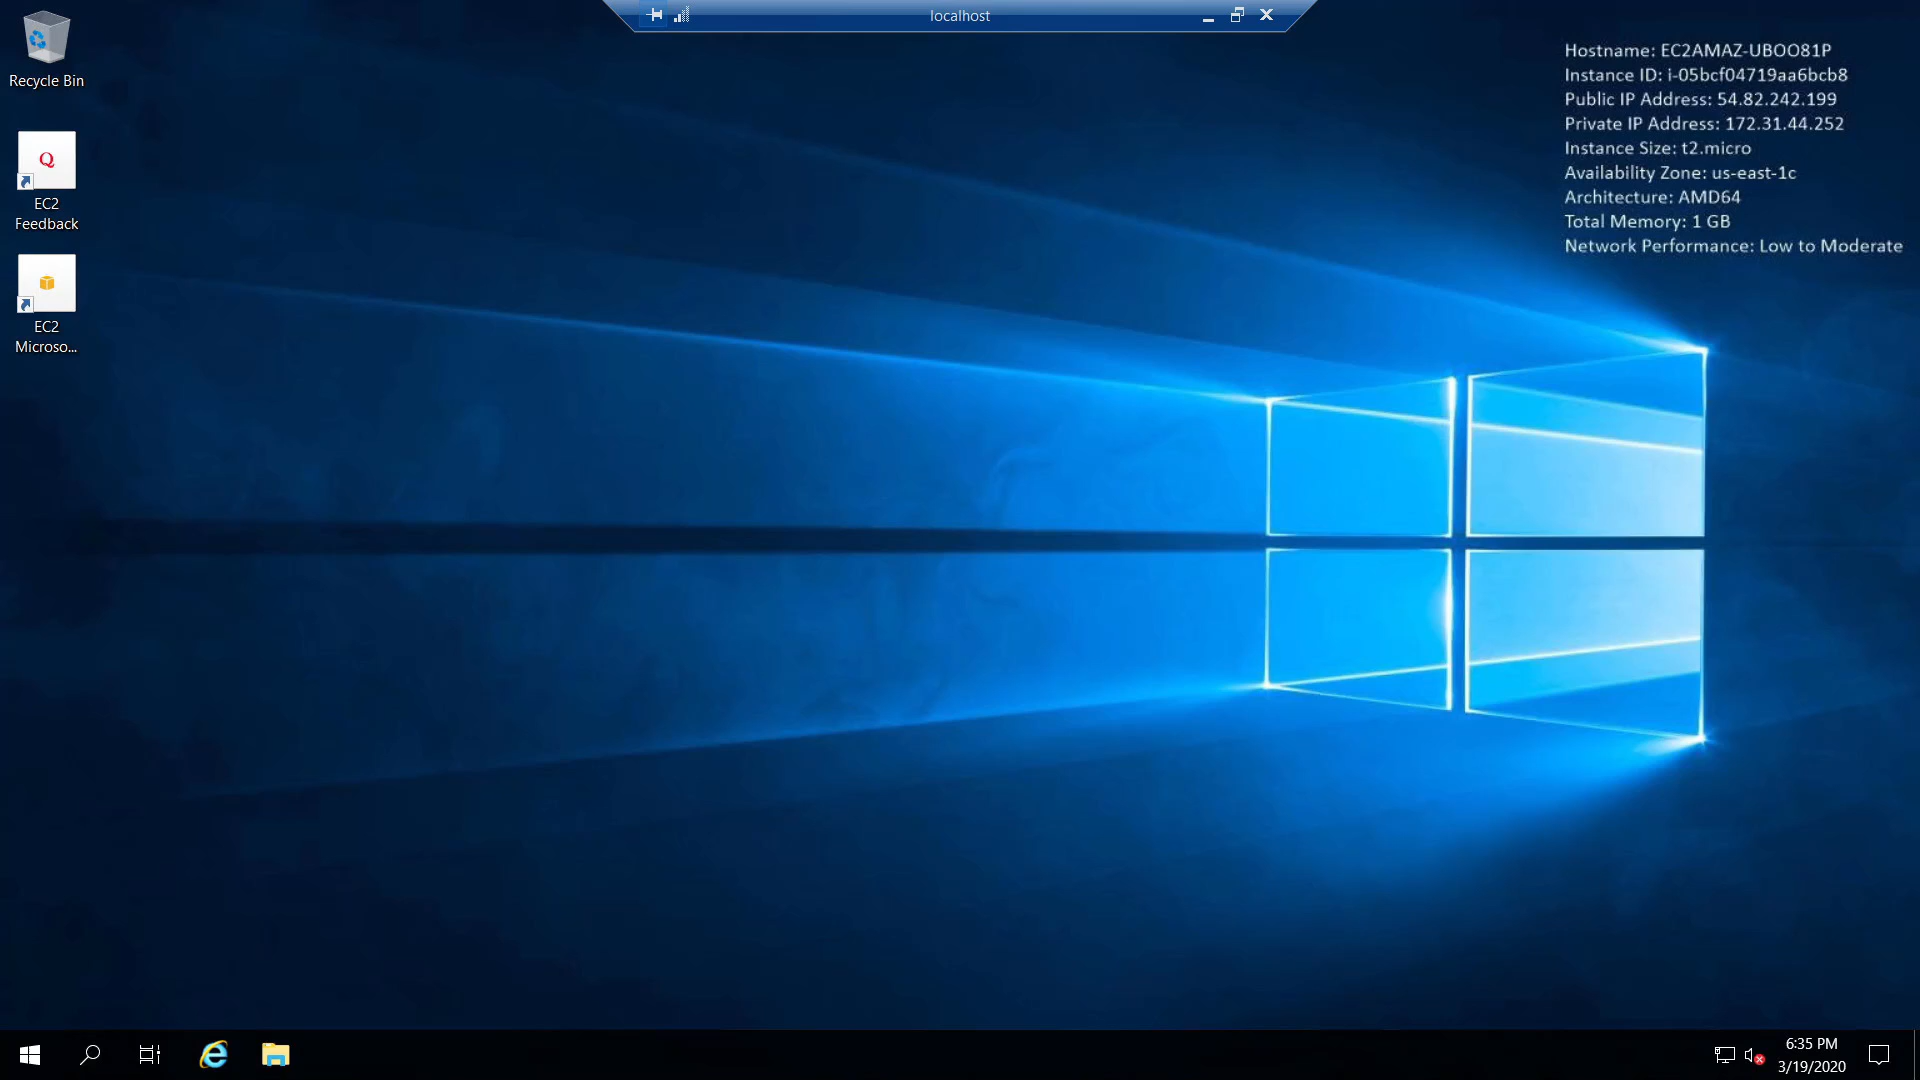 localhost
Recycle Bin
Q
EC2
Feedback
EC2
Microso...
Hostname: EC2AMAZ-UBOO81P
Instance ID: i-05bcf04719aa6bcb8
Public IP Address: 54.82.242.199
Private IP Address: 172.31.44.252
Instance Size: t2.micro
Availability Zone: us-east-1c
Architecture: AMD64
Total Memory: 1 GB
Network Performance: Low to Moderate
6:35 PM
3/19/2020